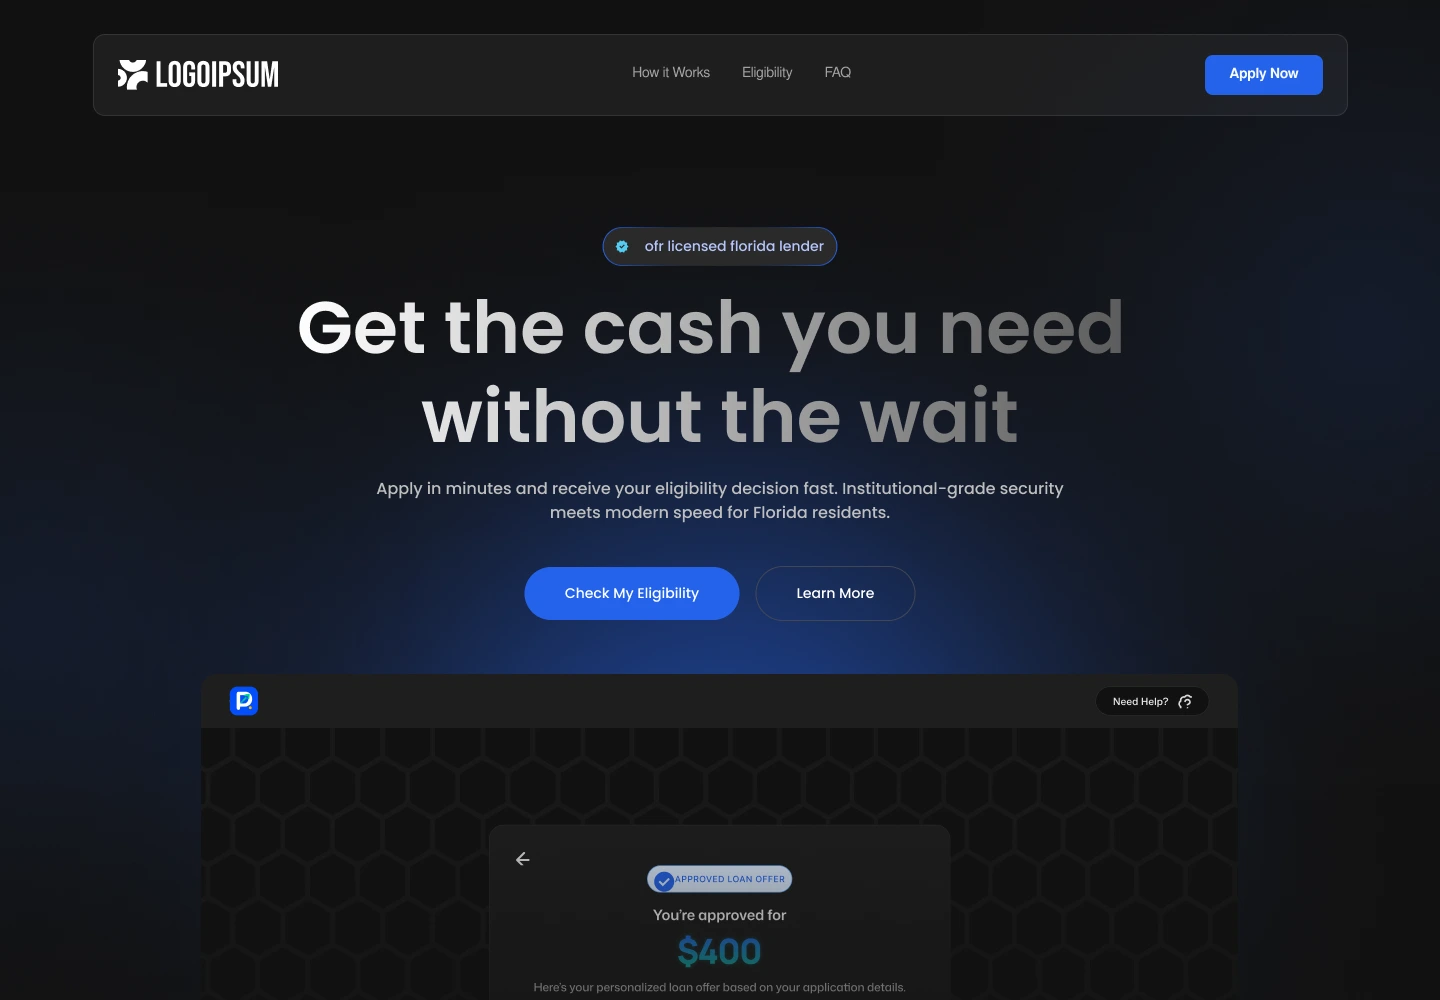 LOGOIPSUM
How it Works
Eligibility
FAQ
Apply Now
ofr licensed florida lender
Get the cash you need
without the wait
Apply in minutes and receive your eligibility decision fast. Institutional-grade security
meets modern speed for Florida residents.
Check My Eligibility
Learn More
Need Help?
APPROVED LOAN OFFER
You're approved for
$400
Here's your personalized loan offer based on your application details.